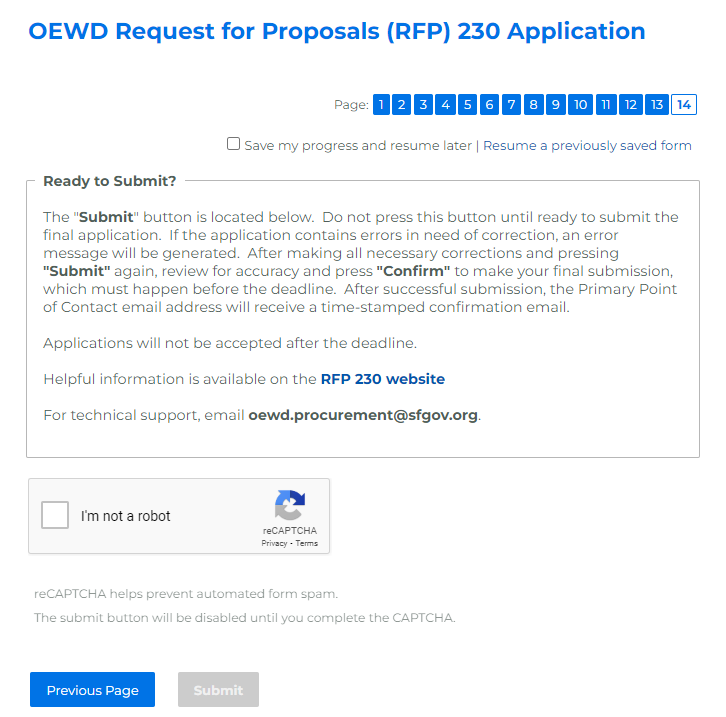 OEWD Request for Proposals (RFP) 230 Application
Page: 1 2 3 4 5 6 7 8 9 10 11 12 13 14
Save my progress and resume later | Resume a previously saved form
Ready to Submit?
The "Submit" button is located below.  Do not press this button until ready to submit the
final application.  If the application contains errors in need of correction, an error
message will be generated.  After making all necessary corrections and pressing
"Submit" again, review for accuracy and press "Confirm" to make your final submission,
which must happen before the deadline.  After successful submission, the Primary Point
of Contact email address will receive a time-stamped confirmation email.
Applications will not be accepted after the deadline.
Helpful information is available on the RFP 230 website
For technical support, email oewd.procurement@sfgov.org.
I'm not a robot
reCAPTCHA
Privacy - Terms
reCAPTCHA helps prevent automated form spam.
The submit button will be disabled until you complete the CAPTCHA.
Previous Page Submit